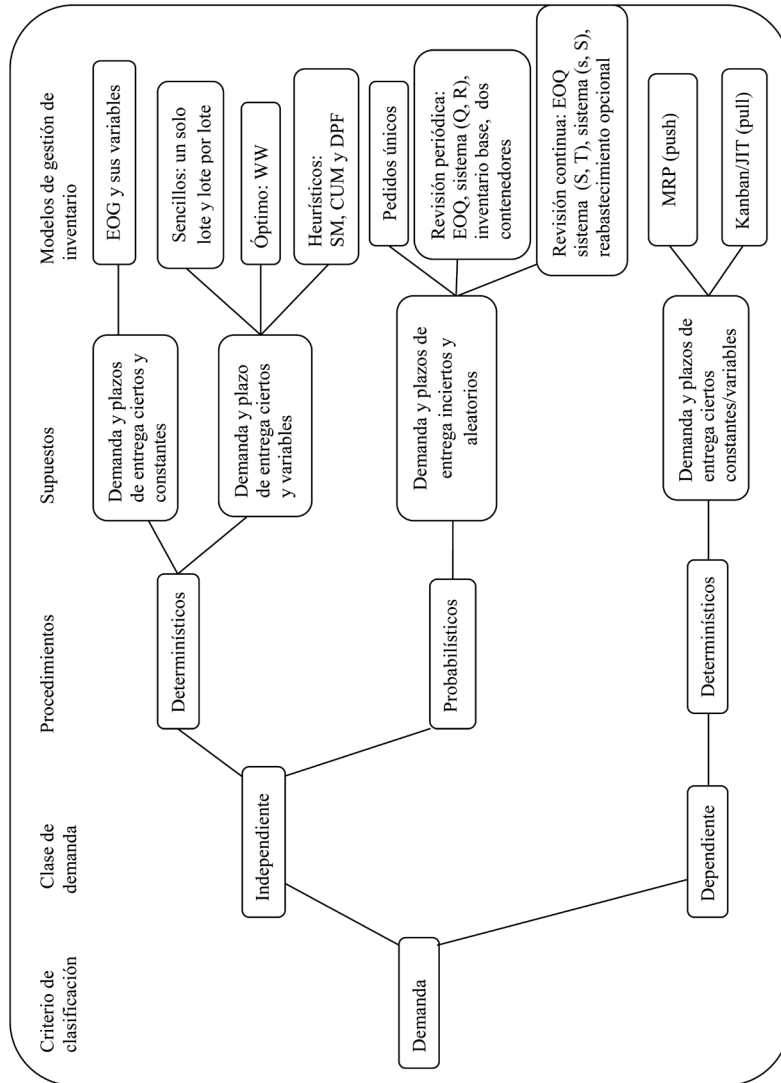 Criterio de
clasificación
Clase de
demanda
Procedimientos
Supuestos
Modelos de gestión de
inventario
Demanda
Independiente
Dependiente
Determinísticos
Probabilísticos
Determinísticos
Demanda y plazos
de entrega ciertos y
constantes
Demanda y plazo
de entrega ciertos
y variables
Demanda y plazos de
entrega inciertos y
aleatorios
Demanda y plazos de
entrega ciertos
constantes/variables
EOG y sus variables
Sencillos: un solo
lote y lote por lote
Óptimo: WW
Heurísticos:
SM, CUM y DPF
Pedidos únicos
Revisión periódica:
EOQ, sistema (Q, R),
inventario base, dos
contenedores
Revisión continua: EOQ
sistema (S, T), sistema (s, S),
reabastecimiento opcional
MRP (push)
Kanban/JIT (pull)